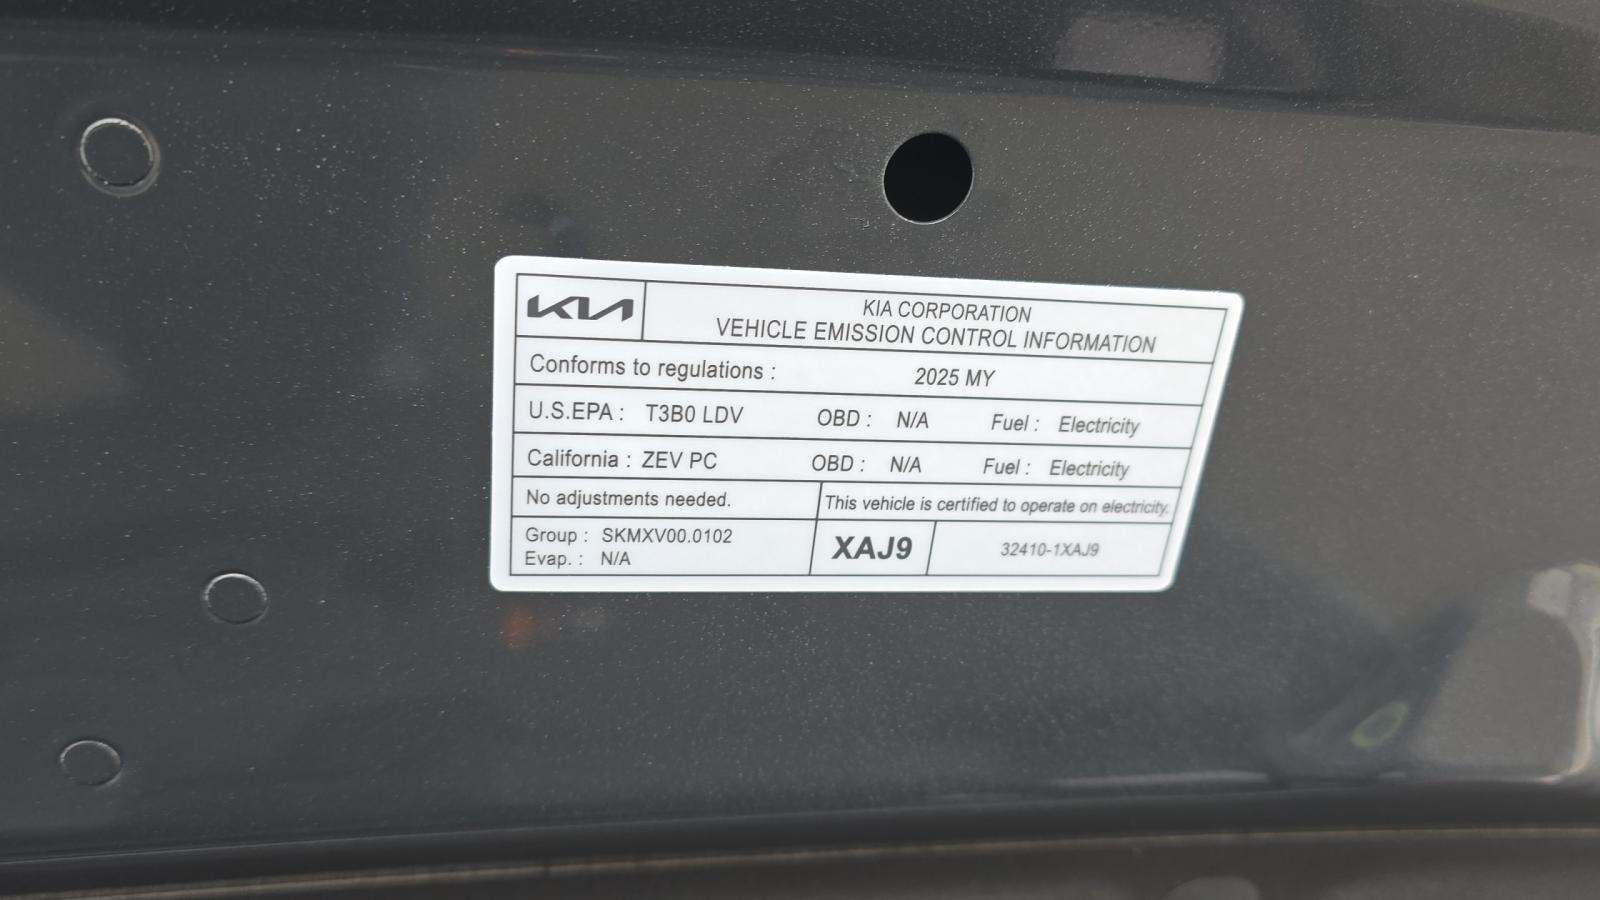 KIA
KIA CORPORATION
VEHICLE EMISSION CONTROL INFORMATION
Conforms to regulations : 2025 MY
U.S.EPA : T3B0 LDV OBD : N/A Fuel : Electricity
California : ZEV PC OBD : N/A Fuel : Electricity
No adjustments needed. This vehicle is certified to operate on electricity.
Group : SKMXV00.0102
Evap. : N/A
XAJ9
32410-1XAJ9